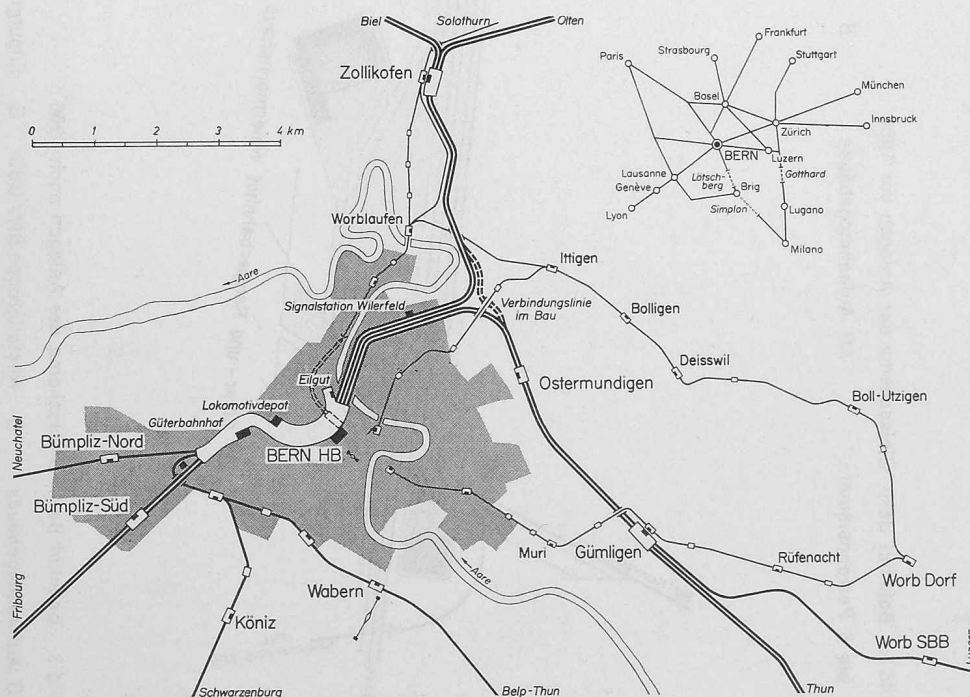 Biel
Solothurn
Olten
Zollikofen
0 1 2 3 4 km
Frankfurt
Stuttgart
Strasbourg
Paris
München
Basel
Innsbruck
Zürich
BERN
Luzern
Lausanne
Lötsch-
berg
Gotthard
Genève
Brig
Lyon
Simplon
Lugano
Milano
Worblaufen
Aare
Ittigen
Signalstation Wilerfeld
Verbindungslinie
im Bau
Bolligen
Deisswil
Ostermundigen
Boll-Utzigen
Eilgut
Lokomotivdepot
Güterbahnhof
BERN HB
Neuchatel
Bümpliz-Nord
Bümpliz-Süd
Muri
Gümligen
Rüfenacht
Worb Dorf
Aare
Fribourg
Wabern
Köniz
Worb SBB
Schwarzenburg
Belp-Thun
Thun